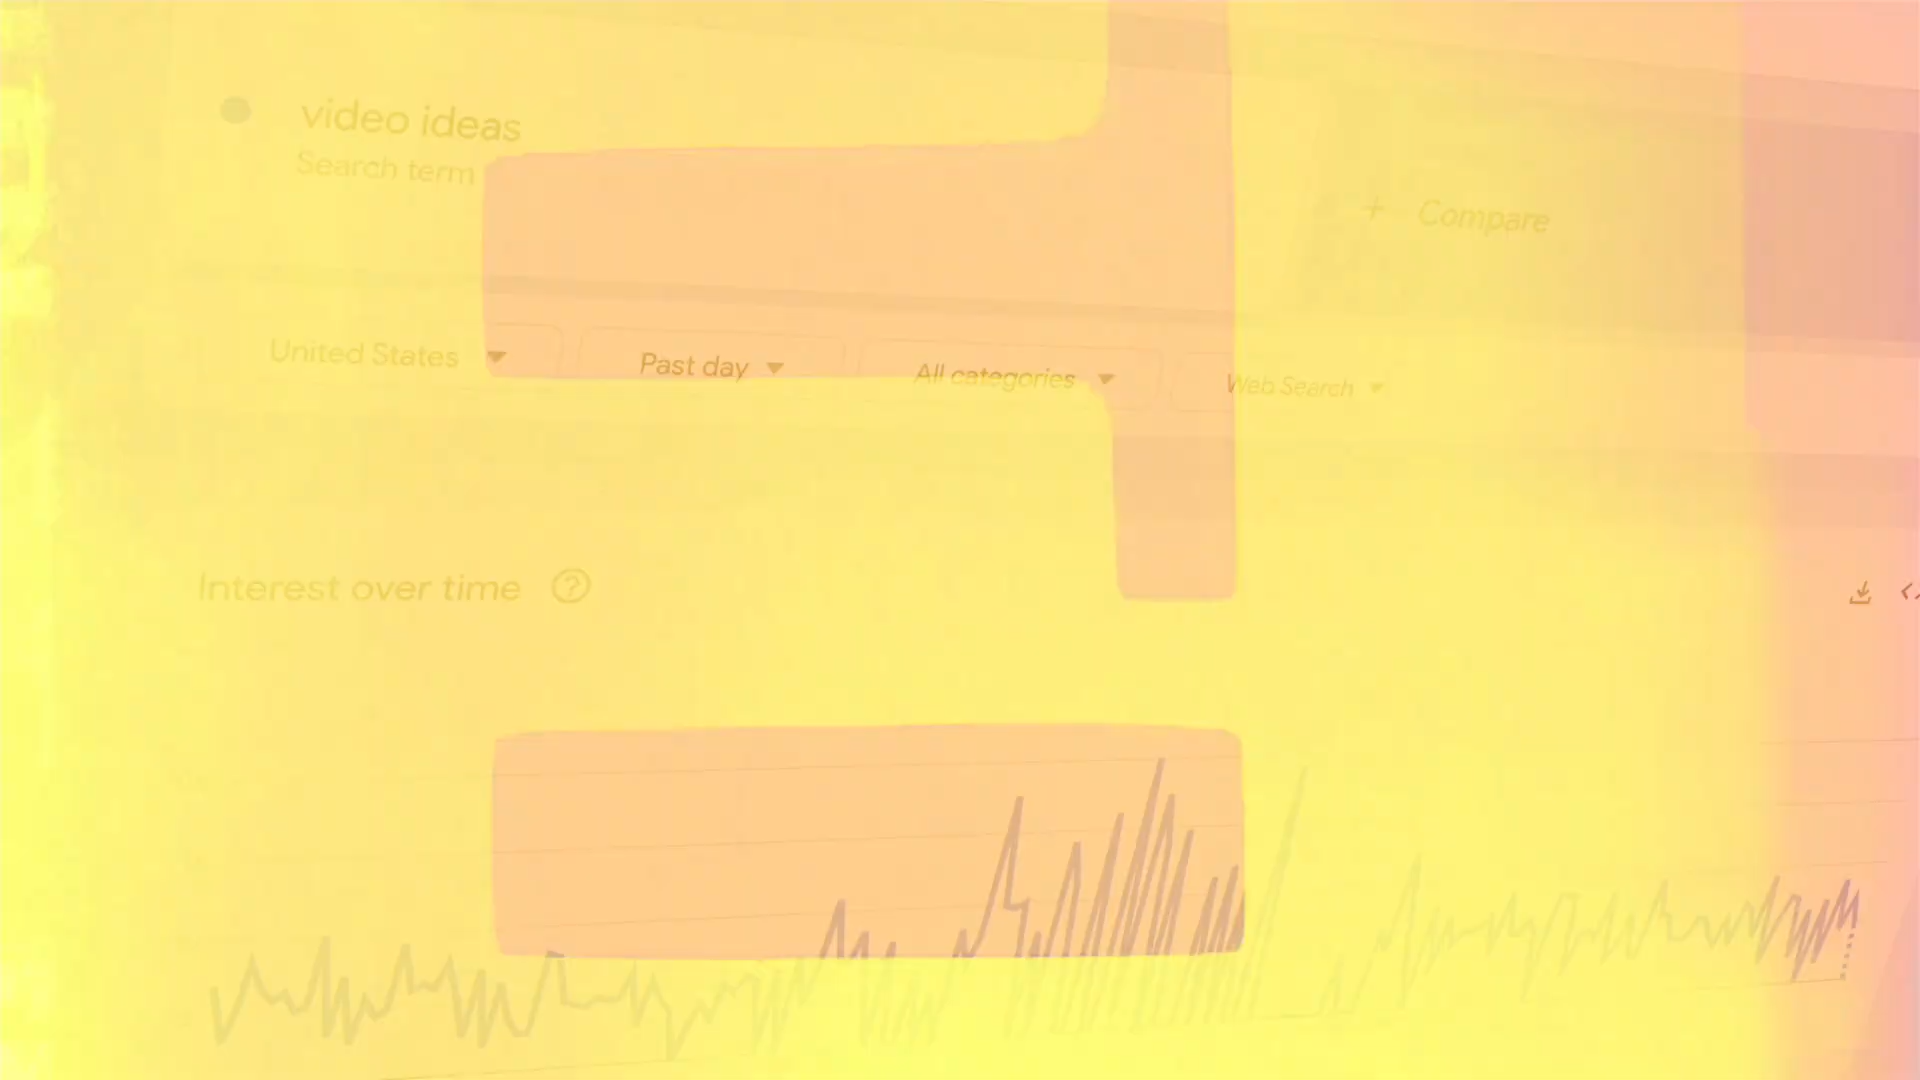 video ideas
Search term
+ Compare
United States
Past day
All categories
Web Search
Interest over time ?